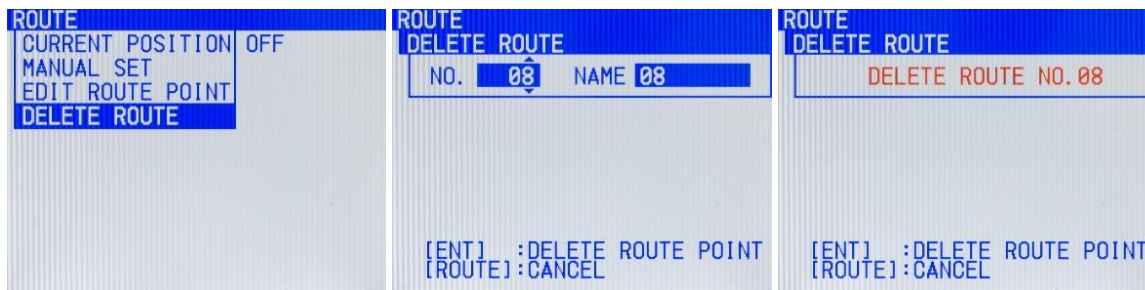 ROUTE
CURRENT POSITION OFF
MANUAL SET
EDIT ROUTE POINT
DELETE ROUTE
ROUTE
DELETE ROUTE
NO. 08 NAME 08
[ENT] :DELETE ROUTE POINT
[ROUTE]:CANCEL
ROUTE
DELETE ROUTE
DELETE ROUTE NO.08
[ENT] :DELETE ROUTE POINT
[ROUTE]:CANCEL